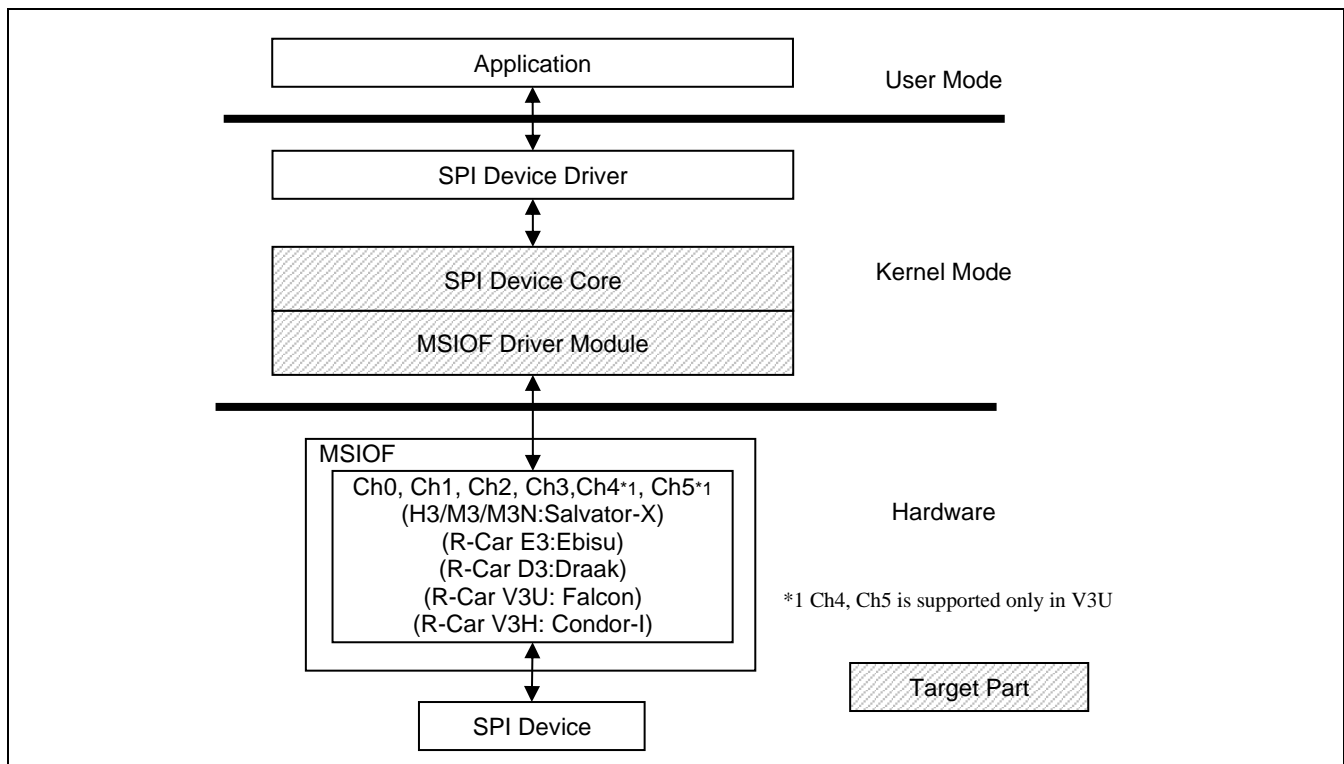 Application
User Mode
SPI Device Driver
SPI Device Core
Kernel Mode
MSIOF Driver Module
MSIOF
Ch0, Ch1, Ch2, Ch3,Ch4*1, Ch5*1
(H3/M3/M3N:Salvator-X)
(R-Car E3:Ebisu)
(R-Car D3:Draak)
(R-Car V3U: Falcon)
(R-Car V3H: Condor-I)
Hardware
*1 Ch4, Ch5 is supported only in V3U
Target Part
SPI Device